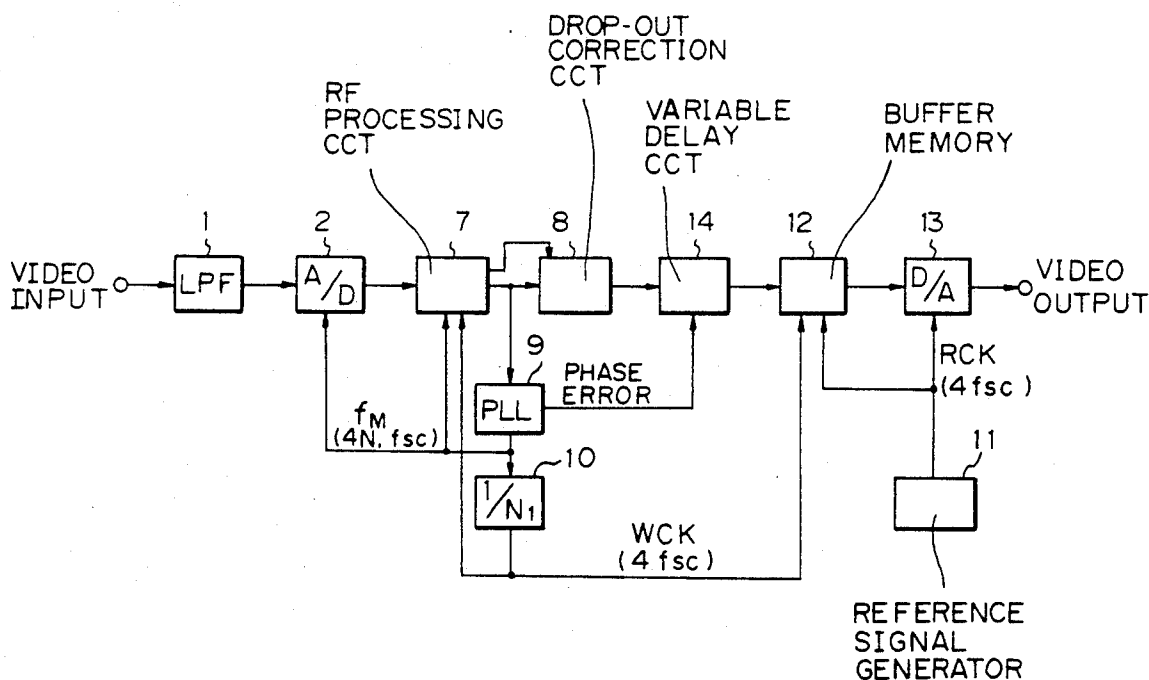 DROP-OUT
CORRECTION
CCT
RF
PROCESSING
CCT
VARIABLE
DELAY
CCT
BUFFER
MEMORY
1
2
7
8
14
12
13
VIDEO
INPUT
LPF
A/D
D/A
VIDEO
OUTPUT
9
PLL
PHASE
ERROR
RCK
(4fsc)
fM
(4N, fsc)
10
1/N1
11
WCK
(4fsc)
REFERENCE
SIGNAL
GENERATOR